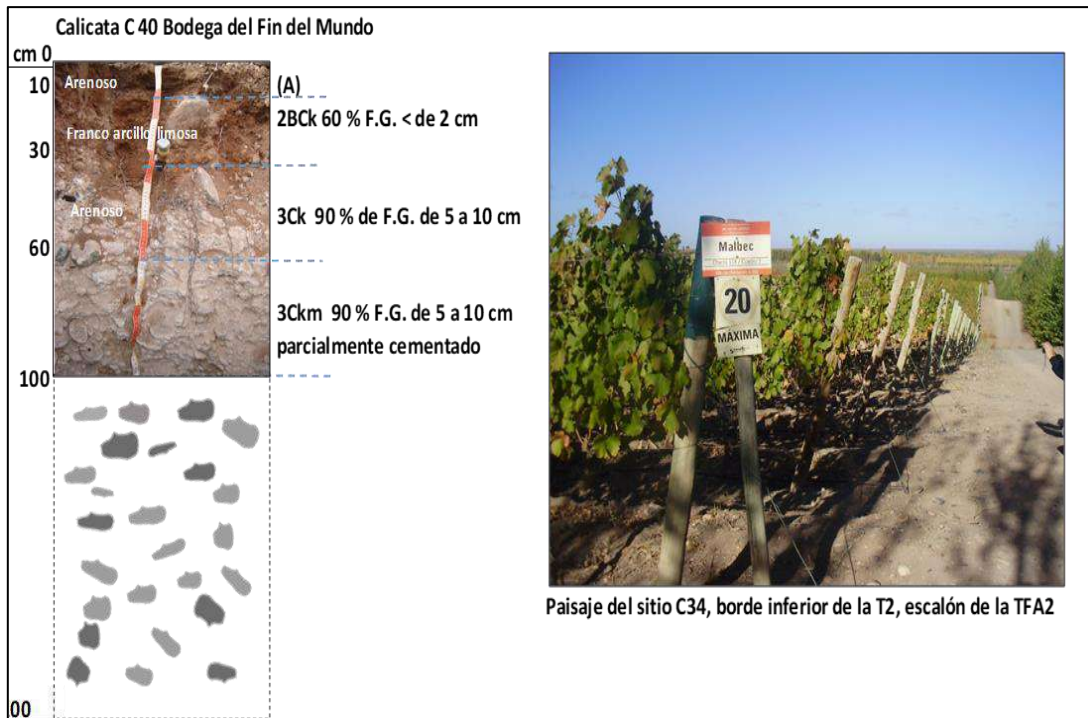 Calicata C 40 Bodega del Fin del Mundo
cm 0
10
30
60
100
00
Arenoso
Franco arcillo limosa
Arenoso
(A)
2BCk 60 % F.G. < de 2 cm
3Ck 90 % de F.G. de 5 a 10 cm
3Ckm 90 % F.G. de 5 a 10 cm
parcialmente cementado
Malbec
20
MÁXIMA
Paisaje del sitio C34, borde inferior de la T2, escalón de la TFA2